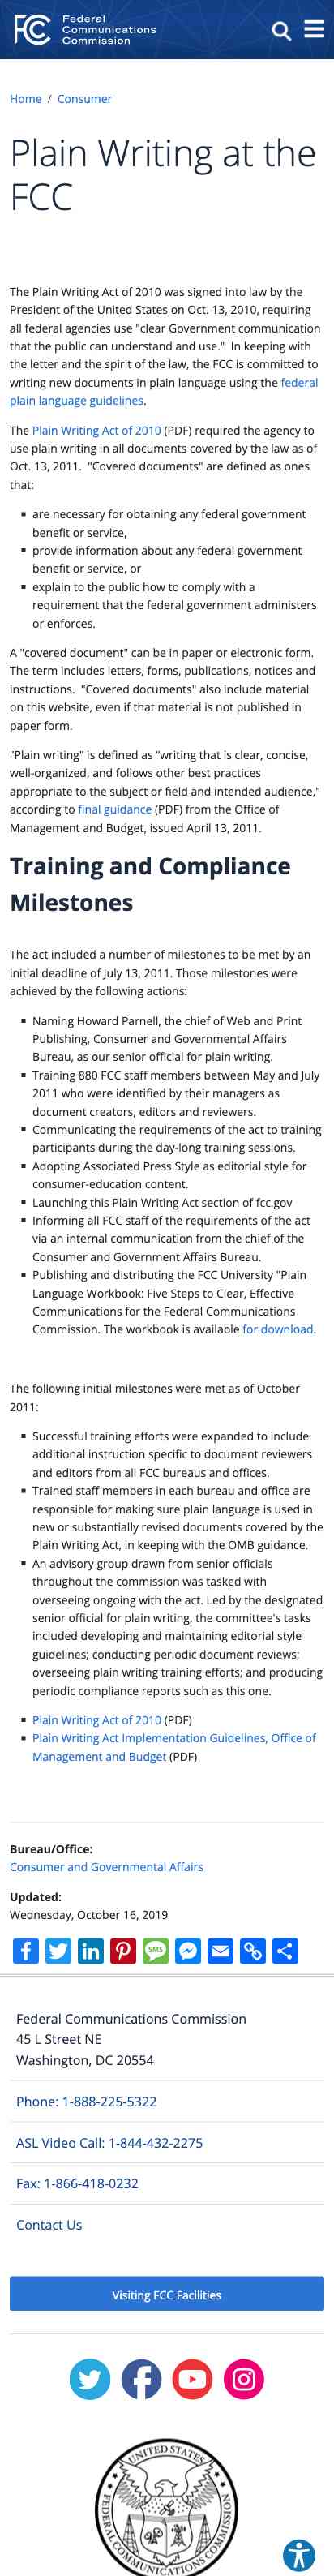 FCC Federal
Communications
Commission
Home / Consumer
Plain Writing at the
FCC
The Plain Writing Act of 2010 was signed into law by the
President of the United States on Oct. 13, 2010, requiring
all federal agencies use "clear Government communication
that the public can understand and use."  In keeping with
the letter and the spirit of the law, the FCC is committed to
writing new documents in plain language using the federal
plain language guidelines.
The Plain Writing Act of 2010 (PDF) required the agency to
use plain writing in all documents covered by the law as of
Oct. 13, 2011.  "Covered documents" are defined as ones
that:
are necessary for obtaining any federal government
benefit or service,
provide information about any federal government
benefit or service, or
explain to the public how to comply with a
requirement that the federal government administers
or enforces.
A "covered document" can be in paper or electronic form.
The term includes letters, forms, publications, notices and
instructions.  "Covered documents" also include material
on this website, even if that material is not published in
paper form.
"Plain writing" is defined as "writing that is clear, concise,
well-organized, and follows other best practices
appropriate to the subject or field and intended audience,"
according to final guidance (PDF) from the Office of
Management and Budget, issued April 13, 2011.
Training and Compliance
Milestones
The act included a number of milestones to be met by an
initial deadline of July 13, 2011. Those milestones were
achieved by the following actions:
Naming Howard Parnell, the chief of Web and Print
Publishing, Consumer and Governmental Affairs
Bureau, as our senior official for plain writing.
Training 880 FCC staff members between May and July
2011 who were identified by their managers as
document creators, editors and reviewers.
Communicating the requirements of the act to training
participants during the day-long training sessions.
Adopting Associated Press Style as editorial style for
consumer-education content.
Launching this Plain Writing Act section of fcc.gov
Informing all FCC staff of the requirements of the act
via an internal communication from the chief of the
Consumer and Government Affairs Bureau.
Publishing and distributing the FCC University "Plain
Language Workbook: Five Steps to Clear, Effective
Communications for the Federal Communications
Commission. The workbook is available for download.
The following initial milestones were met as of October
2011:
Successful training efforts were expanded to include
additional instruction specific to document reviewers
and editors from all FCC bureaus and offices.
Trained staff members in each bureau and office are
responsible for making sure plain language is used in
new or substantially revised documents covered by the
Plain Writing Act, in keeping with the OMB guidance.
An advisory group drawn from senior officials
throughout the commission was tasked with
overseeing ongoing with the act. Led by the designated
senior official for plain writing, the committee's tasks
included developing and maintaining editorial style
guidelines; conducting periodic document reviews;
overseeing plain writing training efforts; and producing
periodic compliance reports such as this one.
Plain Writing Act of 2010 (PDF)
Plain Writing Act Implementation Guidelines, Office of
Management and Budget (PDF)
Bureau/Office:
Consumer and Governmental Affairs
Updated:
Wednesday, October 16, 2019
SMS
Federal Communications Commission
45 L Street NE
Washington, DC 20554
Phone: 1-888-225-5322
ASL Video Call: 1-844-432-2275
Fax: 1-866-418-0232
Contact Us
Visiting FCC Facilities
UNITED STATES
FEDERAL COMMUNICATIONS COMMISSION